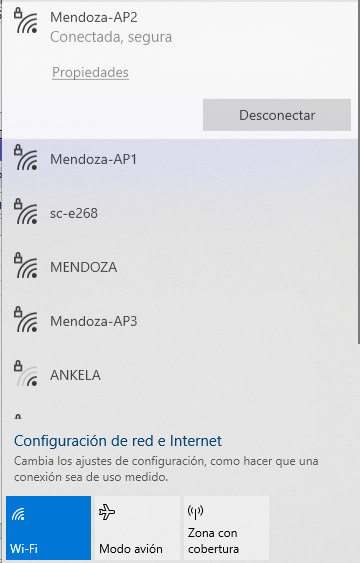 Mendoza-AP2
Conectada, segura
Propiedades
Desconectar
Mendoza-AP1
sc-e268
MENDOZA
Mendoza-AP3
ANKELA
Configuración de red e Internet
Cambia los ajustes de configuración, como hacer que una
conexión sea de uso medido.
Wi-Fi
Modo avión
Zona con
cobertura